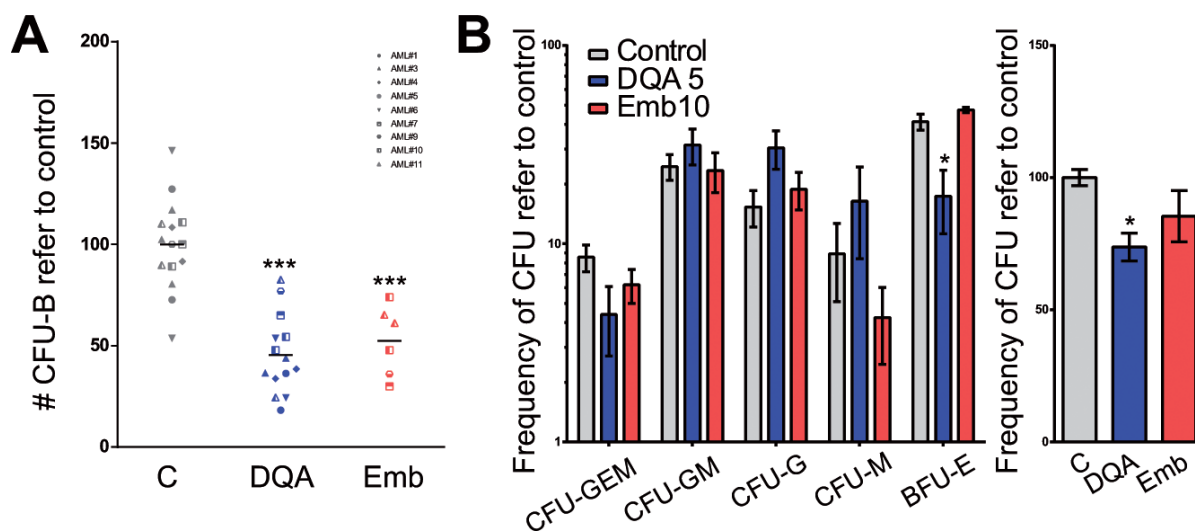 A
# CFU-B refer to control
200
150
100
50
0
AML#1
AML#3
AML#4
AML#5
AML#6
AML#7
AML#9
AML#10
AML#11
***
***
C
DQA
Emb
B
Frequency of CFU refer to control
100
10
1
Control
DQA 5
Emb10
*
CFU-GEM
CFU-GM
CFU-G
CFU-M
BFU-E
Frequency of CFU refer to control
150
100
50
0
*
C
DQA
Emb